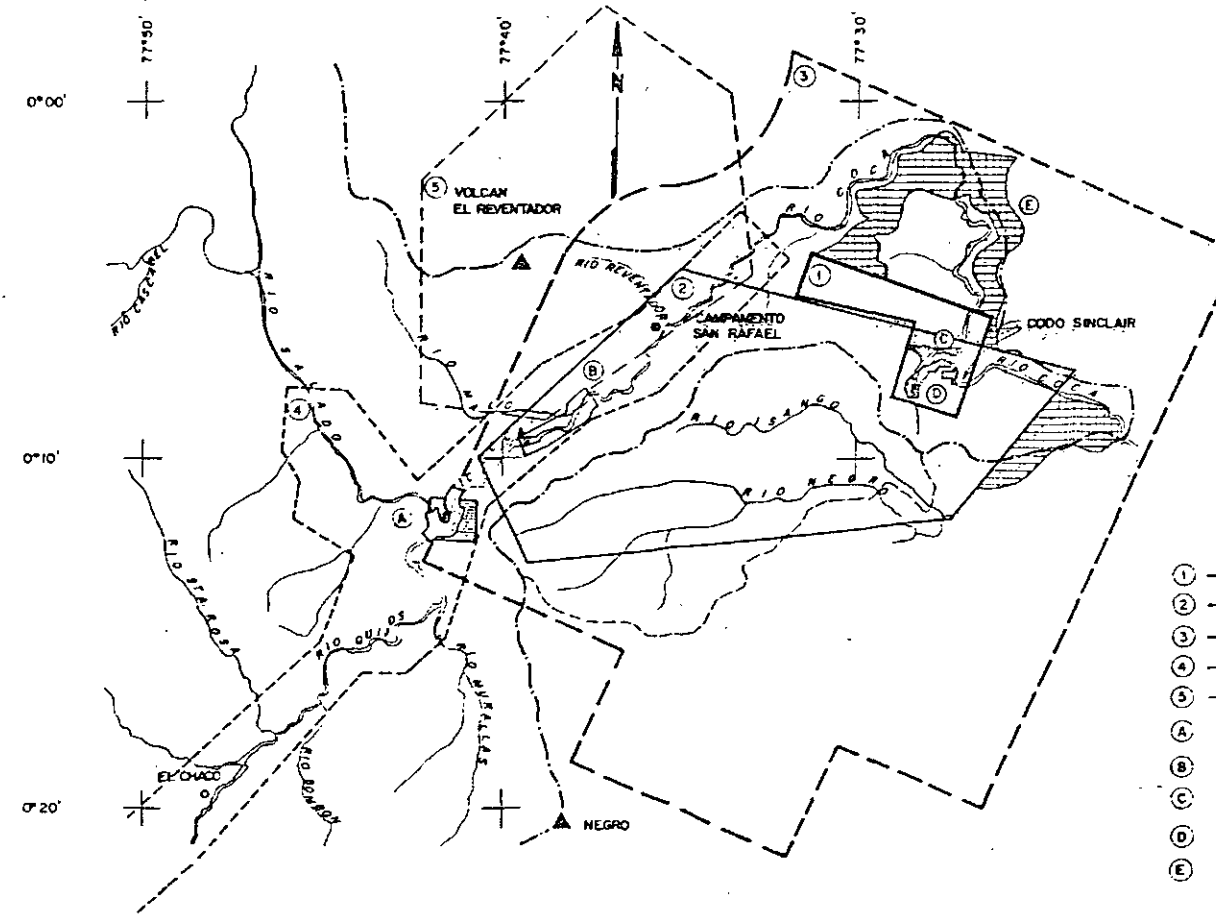 77°50'
77°40'
77°30'
N
0°00'
3
RIO COCA
5 VOLCAN
EL REVENTADOR
E
RIO CASCABEL
RIO SALADO
RIO REVENTADOR
2
1
CAMPAMENTO
SAN RAFAEL
CODO SINCLAIR
RIO MALO
C
RIO COCA
B
D
4
RIO ISANGO
0°10'
RIO NEGRO
A
RIO STA ROSA
1
2
3
4
5
A
B
C
D
E
RIO QUIJOS
RIO MURALLAS
EL CHACO
RIO BOMBON
0°20'
NEGRO